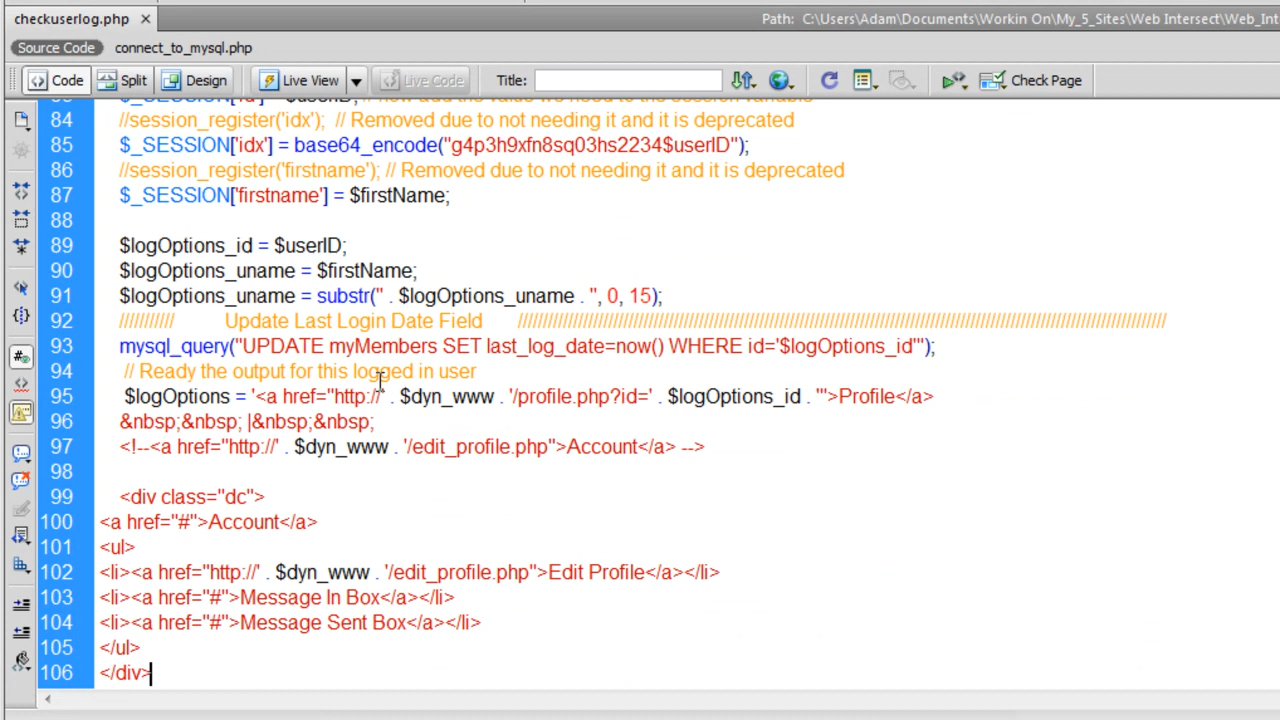 checkuserlog.php ×
Path: C:\Users\Adam\Documents\Workin On\My_5_Sites\Web Intersect\Web_Int
Source Code connect_to_mysql.php
Code Split Design Live View Live Code Title: Check Page
84 //session_register('idx'); // Removed due to not needing it and it is deprecated
85 $_SESSION['idx'] = base64_encode("g4p3h9xfn8sq03hs2234$userID");
86 //session_register('firstname'); // Removed due to not needing it and it is deprecated
87 $_SESSION['firstname'] = $firstName;
88
89 $logOptions_id = $userID;
90 $logOptions_uname = $firstName;
91 $logOptions_uname = substr('' . $logOptions_uname . '', 0, 15);
92 /////////// Update Last Login Date Field ///////////////////////////////////////////////////////////////////////////////////////////////////////////////////////
93 mysql_query("UPDATE myMembers SET last_log_date=now() WHERE id='$logOptions_id'");
94 // Ready the output for this logged in user
95 $logOptions = '<a href="http://' . $dyn_www . '/profile.php?id=' . $logOptions_id . '">Profile</a>
96 &nbsp;&nbsp; |&nbsp;&nbsp;
97 <!--<a href="http://' . $dyn_www . '/edit_profile.php">Account</a> -->
98
99 <div class="dc">
100 <a href="#">Account</a>
101 <ul>
102 <li><a href="http://' . $dyn_www . '/edit_profile.php">Edit Profile</a></li>
103 <li><a href="#">Message In Box</a></li>
104 <li><a href="#">Message Sent Box</a></li>
105 </ul>
106 </div>